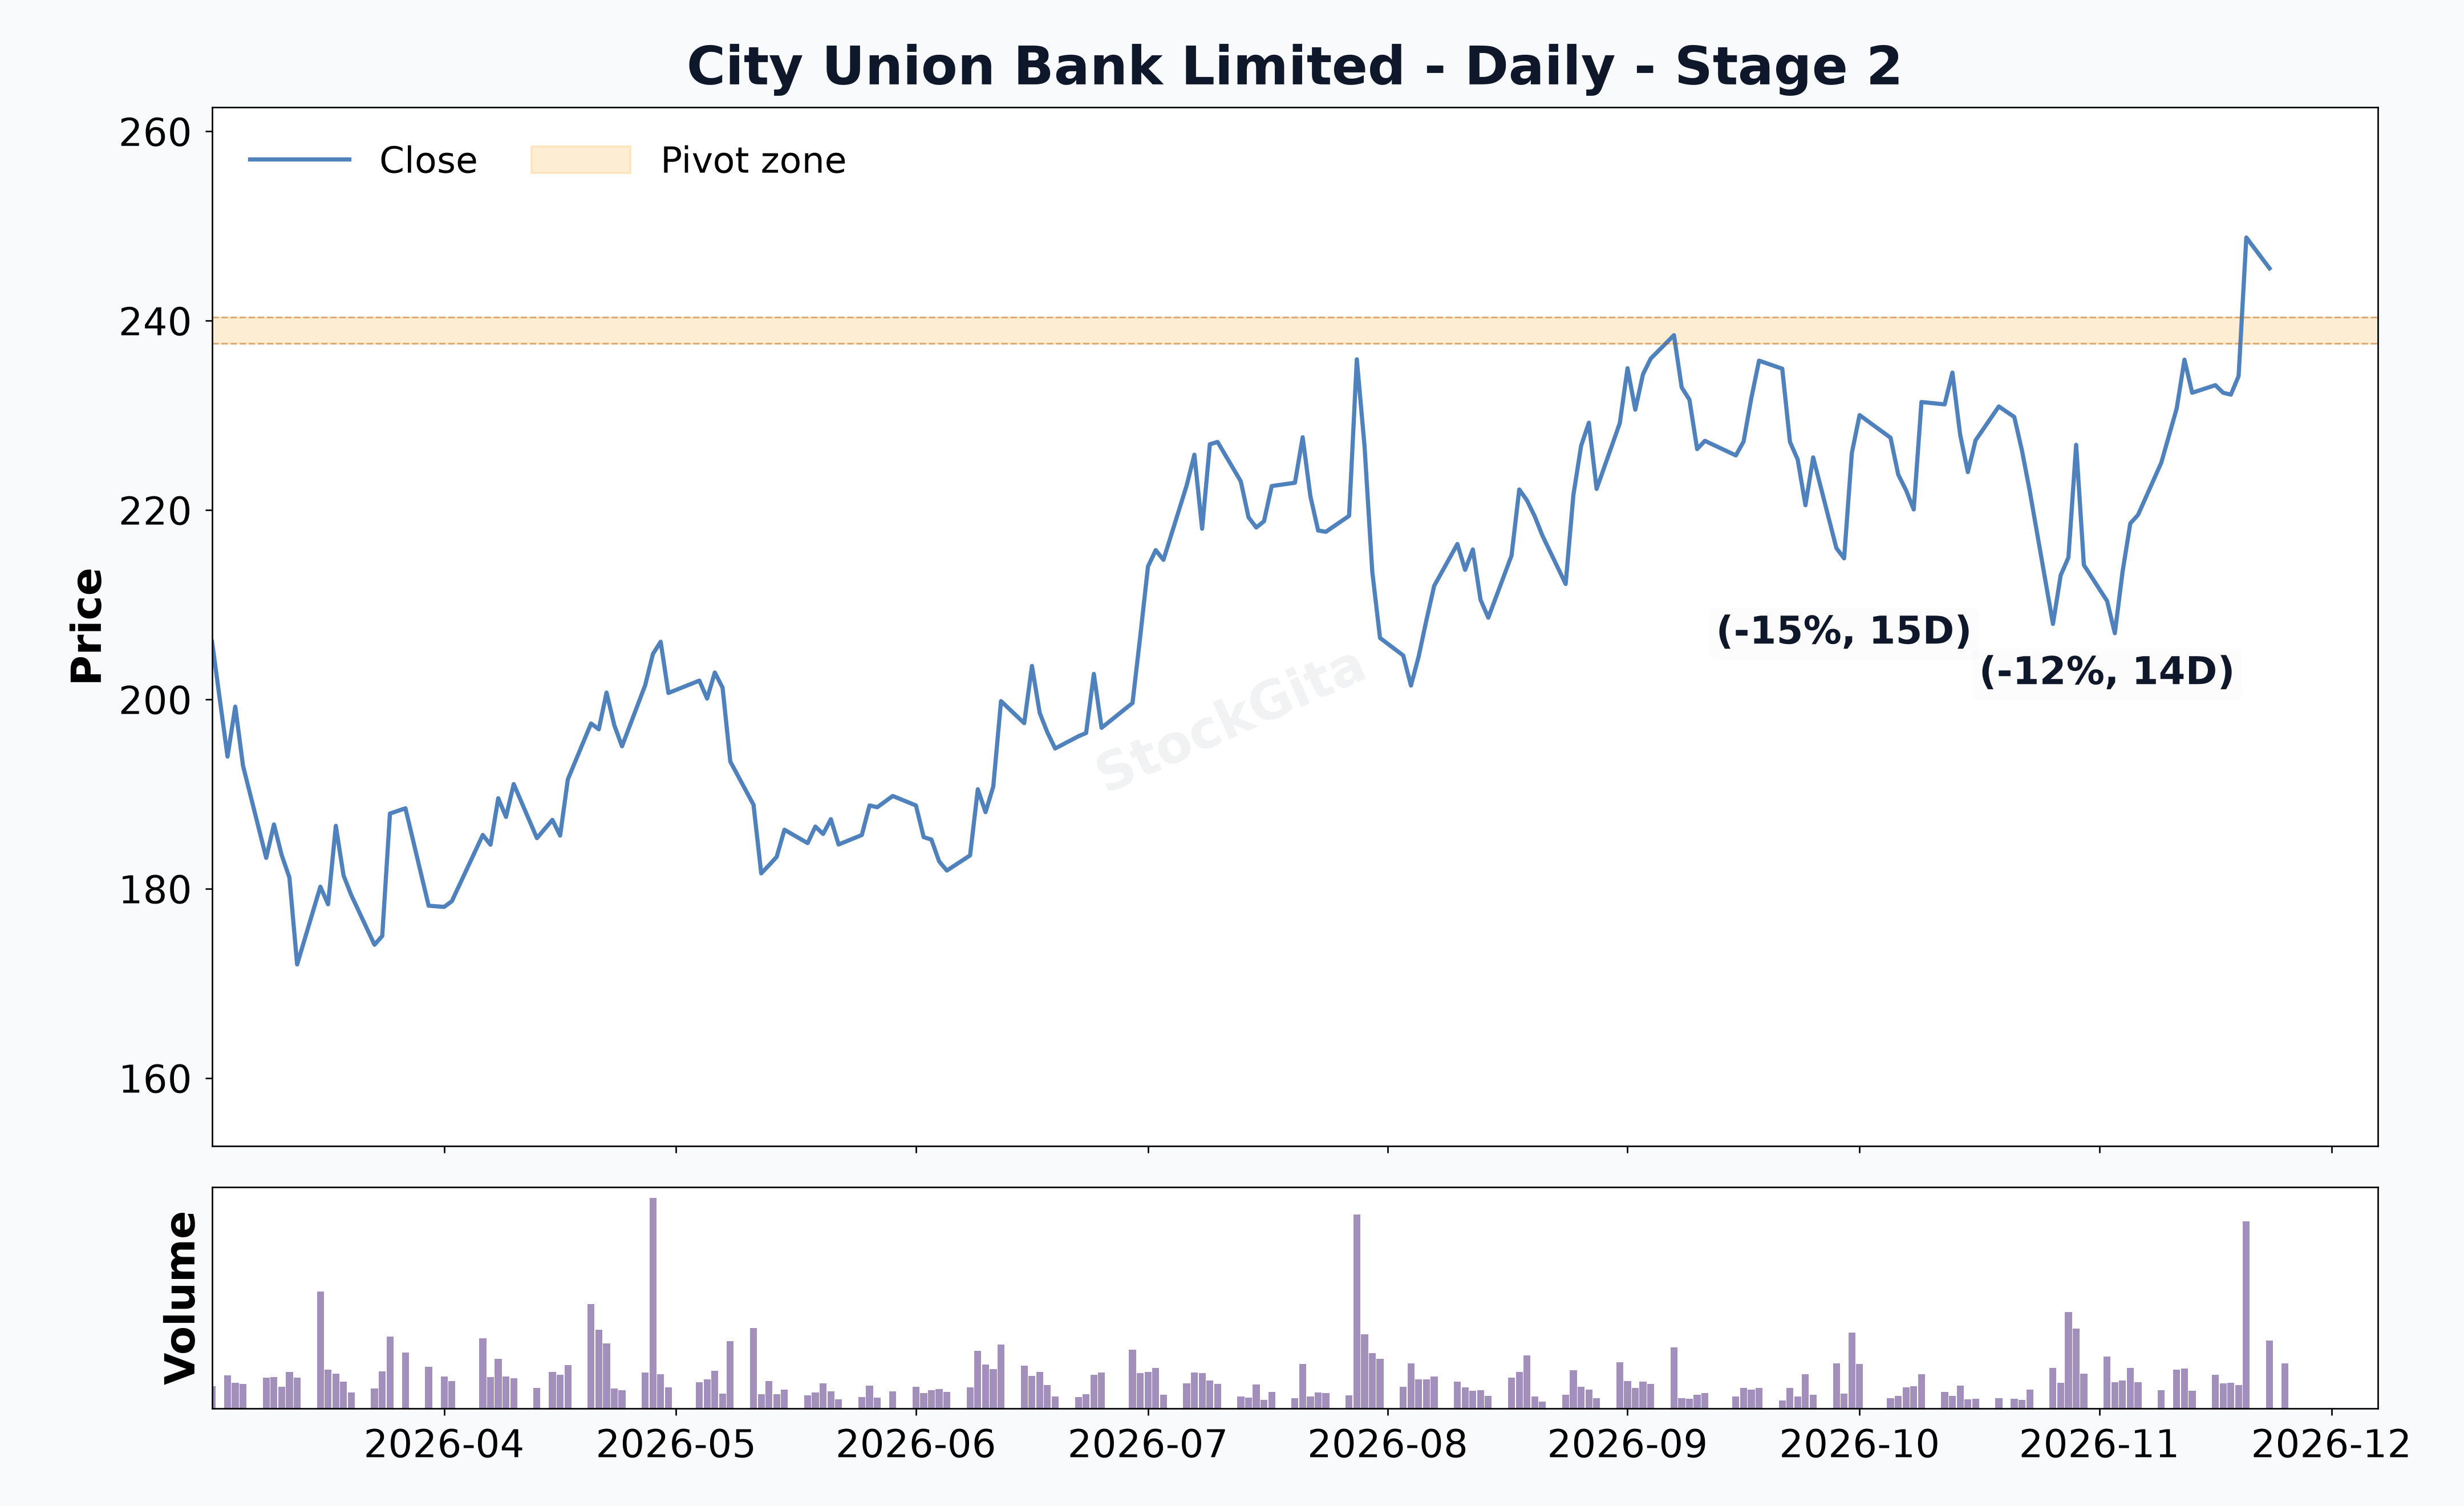 City Union Bank Limited - Daily - Stage 2
Close
Pivot zone
260
240
220
200
180
160
Price
(-15%, 15D)
(-12%, 14D)
StockGita
Volume
2026-04
2026-05
2026-06
2026-07
2026-08
2026-09
2026-10
2026-11
2026-12